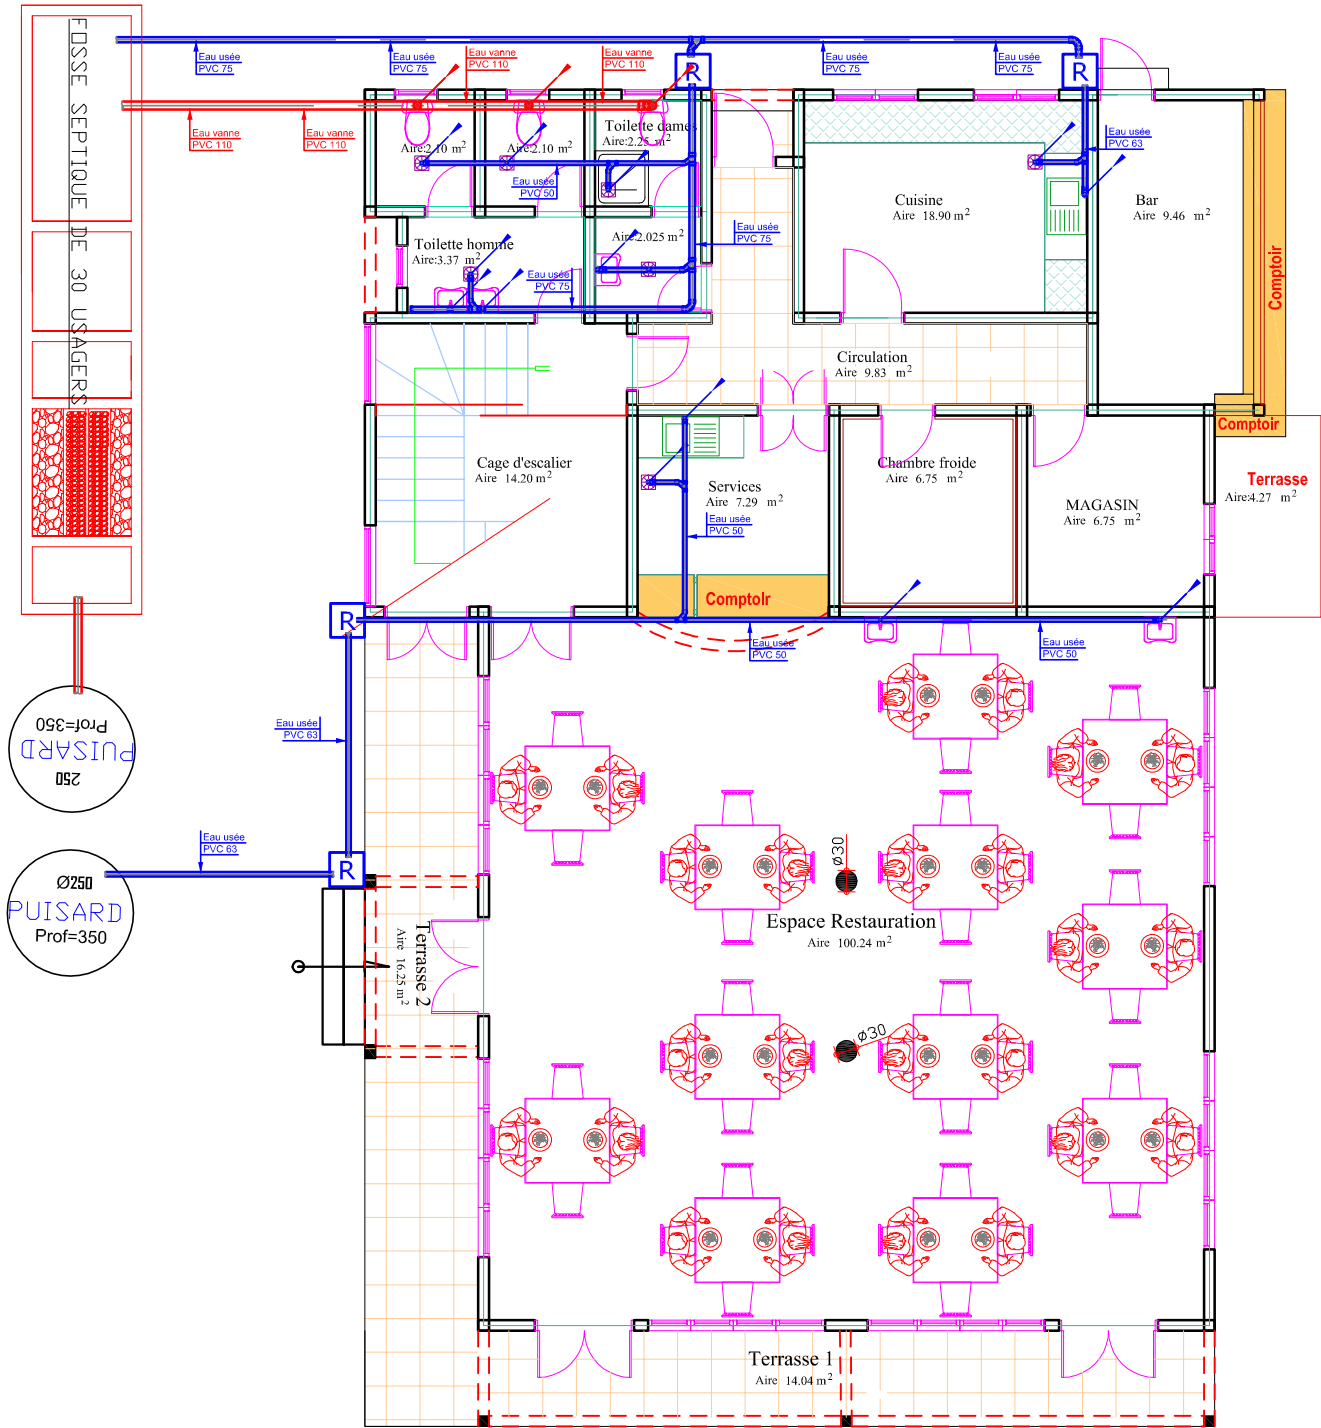 FOSSE SEPTIQUE DE 30 USAGERS
Eau usée
PVC 75
Eau usée
PVC 75
Eau vanne
PVC 110
Eau vanne
PVC 110
R
Eau usée
PVC 75
Eau usée
PVC 75
R
Eau vanne
PVC 110
Eau vanne
PVC 110
Aire:2.10 m²
Aire:2.10 m²
Toilette dames
Aire:2.25 m²
Eau usée
PVC 63
Eau usée
PVC 50
Cuisine
Aire 18.90 m²
Bar
Aire 9.46 m²
Toilette homme
Aire:3.37 m²
Aire:2.025 m²
Eau usée
PVC 75
Eau usée
PVC 75
Comptoir
Circulation
Aire 9.83 m²
Comptoir
Cage d'escalier
Aire 14.20 m²
Services
Aire 7.29 m²
Chambre froide
Aire 6.75 m²
MAGASIN
Aire 6.75 m²
Terrasse
Aire:4.27 m²
Eau usée
PVC 50
Comptoir
R
Eau usée
PVC 50
Eau usée
PVC 50
250
PUISARD
Prof=350
Eau usée
PVC 63
Eau usée
PVC 63
R
Ø250
PUISARD
Prof=350
Ø30
Espace Restauration
Aire 100.24 m²
Terrasse 2
Aire 16.25 m²
Ø30
Terrasse 1
Aire 14.04 m²